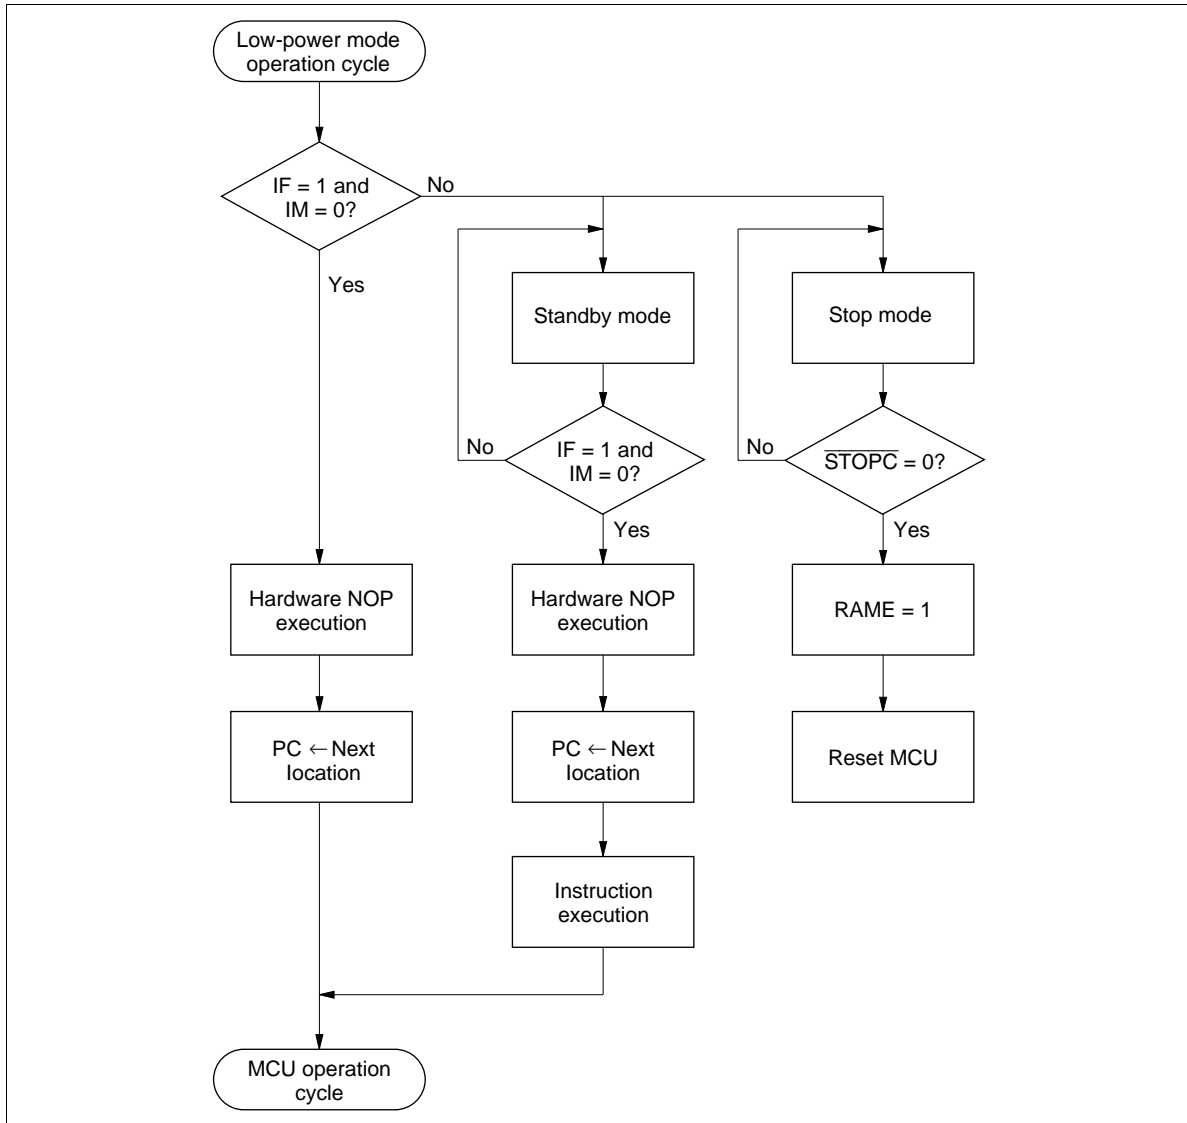 Low-power mode
operation cycle
IF = 1 and
IM = 0?
No
Yes
Standby mode
Stop mode
No
IF = 1 and
IM = 0?
No
S̅T̅O̅P̅C̅ = 0?
Yes
Yes
Hardware NOP
execution
Hardware NOP
execution
RAME = 1
PC ← Next
location
PC ← Next
location
Reset MCU
Instruction
execution
MCU operation
cycle